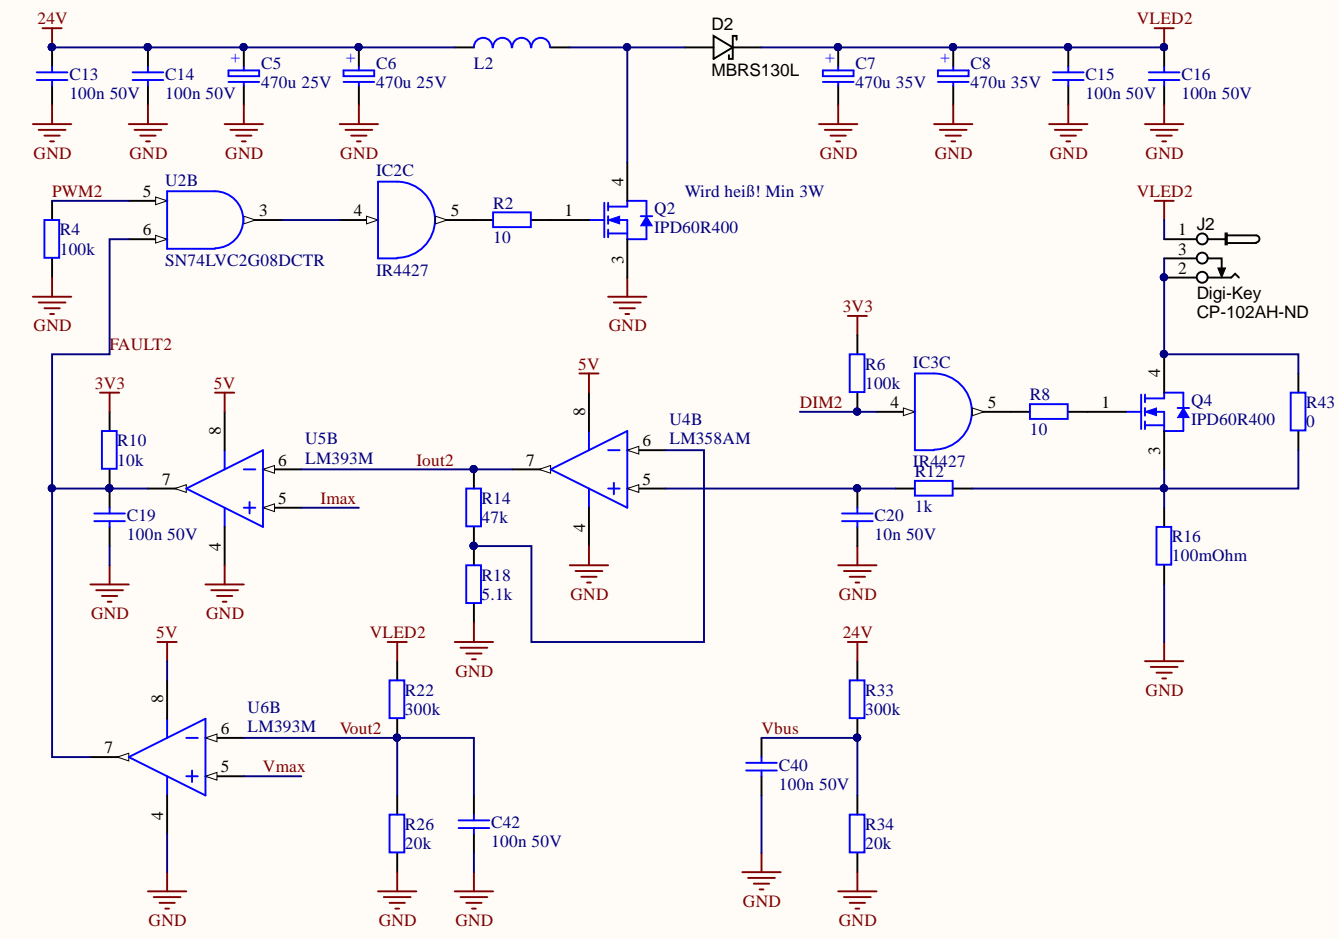 24V
C13
100n 50V
C14
100n 50V
+
C5
470u 25V
+
C6
470u 25V
L2
D2
MBRS130L
+
C7
470u 35V
+
C8
470u 35V
C15
100n 50V
C16
100n 50V
VLED2
GND
GND
GND
GND
GND
GND
GND
GND
PWM2
R4
100k
GND
5
6
U2B
3
SN74LVC2G08DCTR
IC2C
4
5
IR4427
R2
10
1
4
3
Q2
IPD60R400
Wird heiß! Min 3W
GND
VLED2
J2
1
3
2
Digi-Key
CP-102AH-ND
FAULT2
3V3
R6
100k
DIM2
IC3C
4
5
IR4427
R8
10
1
4
3
Q4
IPD60R400
R43
0
R12
1k
C20
10n 50V
GND
R16
100mOhm
GND
3V3
R10
10k
C19
100n 50V
GND
5V
8
7
4
U5B
LM393M
6
5
Iout2
Imax
GND
R14
47k
R18
5.1k
GND
5V
8
7
4
U4B
LM358AM
6
5
GND
5V
8
7
4
U6B
LM393M
6
5
Vout2
Vmax
GND
VLED2
R22
300k
R26
20k
GND
C42
100n 50V
GND
24V
R33
300k
Vbus
C40
100n 50V
GND
R34
20k
GND